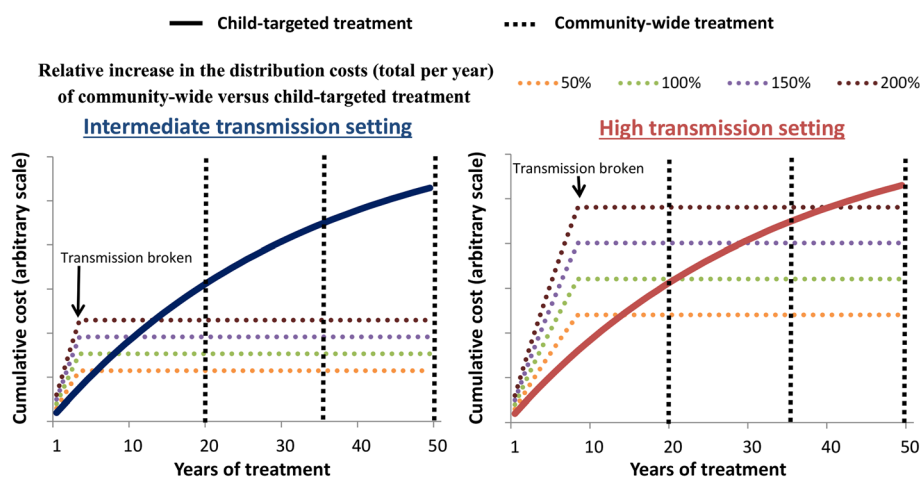 Child-targeted treatment
Community-wide treatment
Relative increase in the distribution costs (total per year)
of community-wide versus child-targeted treatment
50%
100%
150%
200%
Intermediate transmission setting
High transmission setting
Cumulative cost (arbitrary scale)
Transmission broken
1
10
20
30
40
50
Years of treatment
Cumulative cost (arbitrary scale)
Transmission broken
1
10
20
30
40
50
Years of treatment